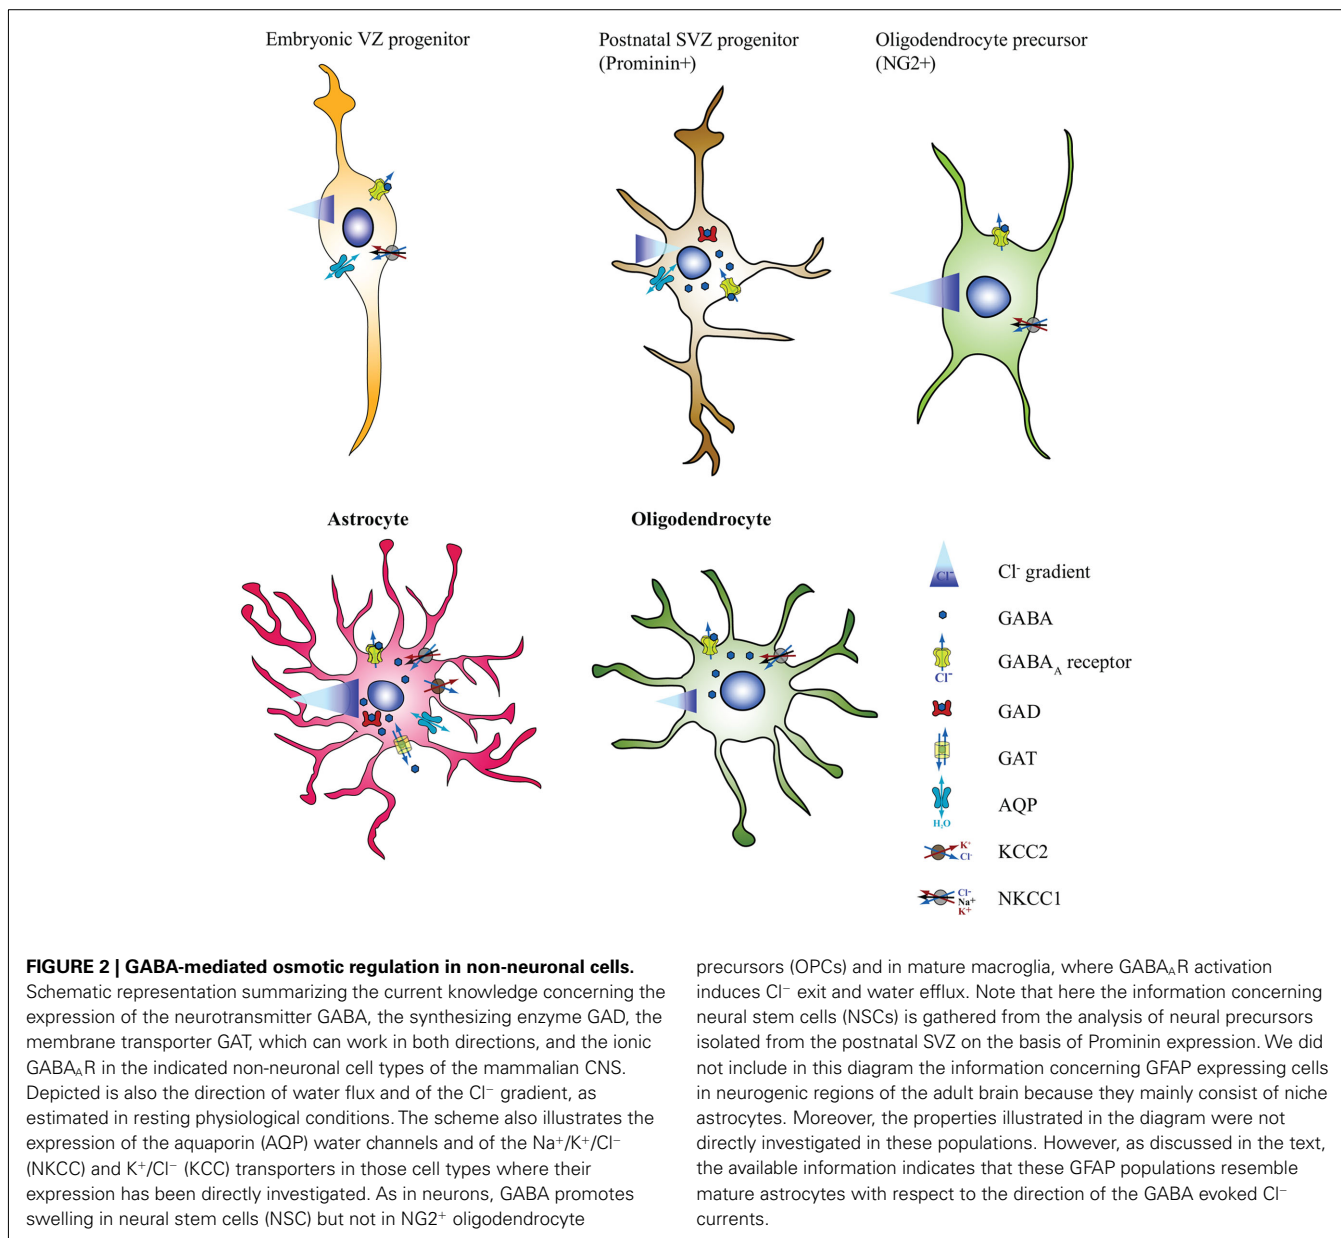 Embryonic VZ progenitor
Postnatal SVZ progenitor
(Prominin+)
Oligodendrocyte precursor
(NG2+)
Astrocyte
Oligodendrocyte
Cl⁻
Cl⁻ gradient
GABA
Cl⁻
GABA_A receptor
GAD
GAT
H₂O
AQP
K⁺
Cl⁻
KCC2
Cl⁻
Na⁺
K⁺
NKCC1
FIGURE 2 | GABA-mediated osmotic regulation in non-neuronal cells.
Schematic representation summarizing the current knowledge concerning the
expression of the neurotransmitter GABA, the synthesizing enzyme GAD, the
membrane transporter GAT, which can work in both directions, and the ionic
GABA_AR in the indicated non-neuronal cell types of the mammalian CNS.
Depicted is also the direction of water flux and of the Cl⁻ gradient, as
estimated in resting physiological conditions. The scheme also illustrates the
expression of the aquaporin (AQP) water channels and of the Na⁺/K⁺/Cl⁻
(NKCC) and K⁺/Cl⁻ (KCC) transporters in those cell types where their
expression has been directly investigated. As in neurons, GABA promotes
swelling in neural stem cells (NSC) but not in NG2⁺ oligodendrocyte
precursors (OPCs) and in mature macroglia, where GABA_AR activation
induces Cl⁻ exit and water efflux. Note that here the information concerning
neural stem cells (NSCs) is gathered from the analysis of neural precursors
isolated from the postnatal SVZ on the basis of Prominin expression. We did
not include in this diagram the information concerning GFAP expressing cells
in neurogenic regions of the adult brain because they mainly consist of niche
astrocytes. Moreover, the properties illustrated in the diagram were not
directly investigated in these populations. However, as discussed in the text,
the available information indicates that these GFAP populations resemble
mature astrocytes with respect to the direction of the GABA evoked Cl⁻
currents.